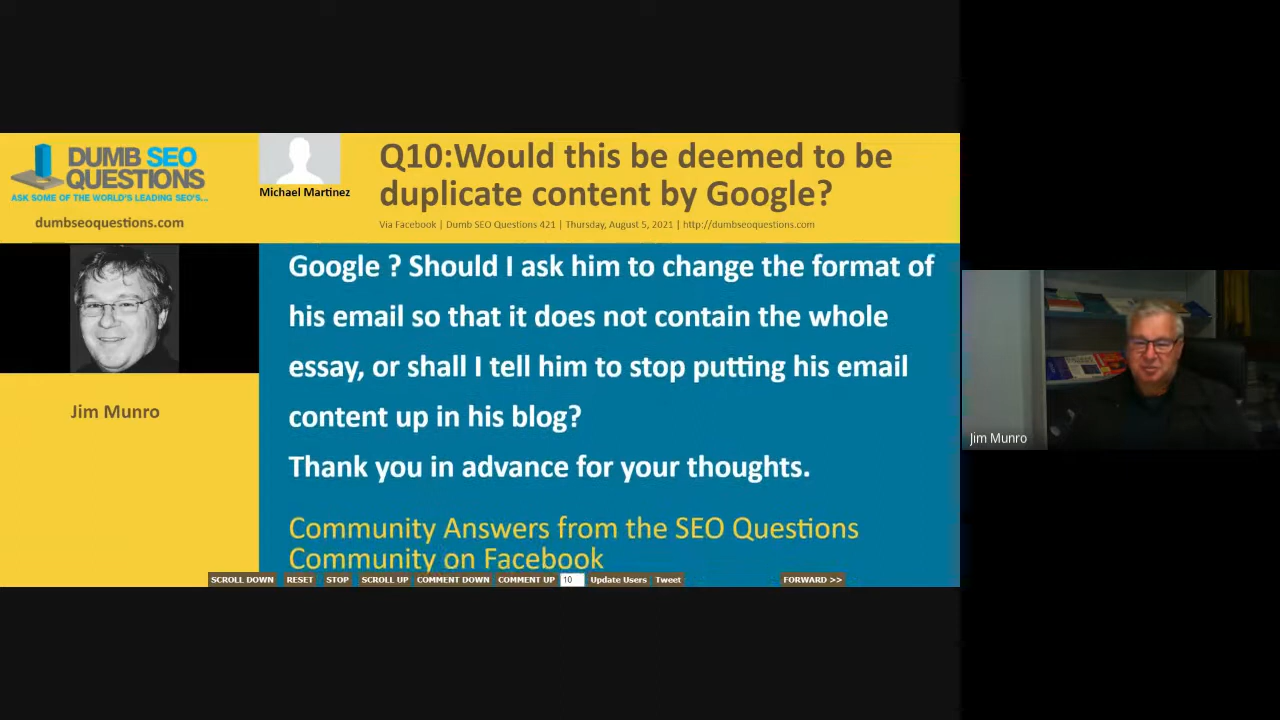 DUMB SEO
QUESTIONS
ASK SOME OF THE WORLD'S LEADING SEO'S...
dumbseoquestions.com
Michael Martinez
Q10:Would this be deemed to be
duplicate content by Google?
Via Facebook | Dumb SEO Questions 421 | Thursday, August 5, 2021 | http://dumbseoquestions.com
Jim Munro
Google ? Should I ask him to change the format of
his email so that it does not contain the whole
essay, or shall I tell him to stop putting his email
content up in his blog?
Thank you in advance for your thoughts.
Community Answers from the SEO Questions
Community on Facebook
SCROLL DOWN RESET STOP SCROLL UP COMMENT DOWN COMMENT UP 10 Update Users Tweet FORWARD >>
Jim Munro